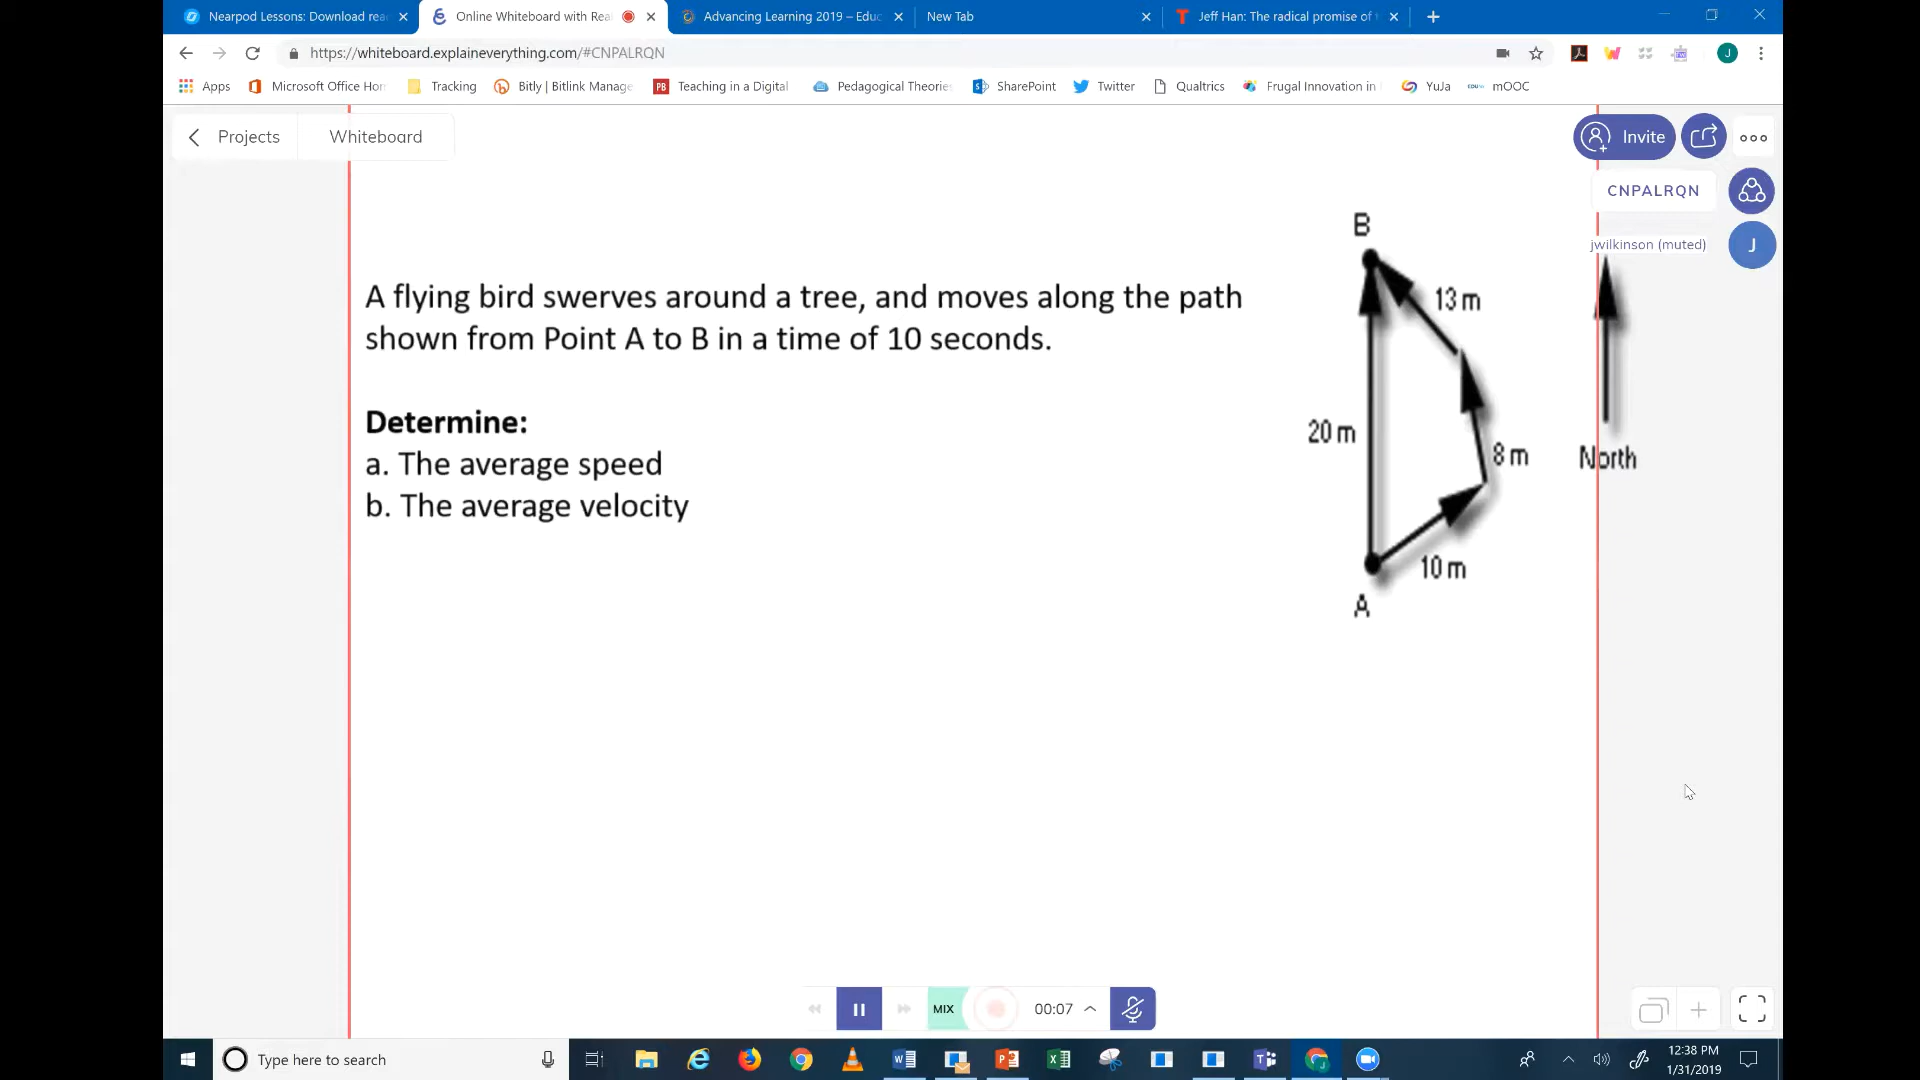 Nearpod Lessons: Download rea
Online Whiteboard with Rea
Advancing Learning 2019 – Educ
New Tab
Jeff Han: The radical promise of
https://whiteboard.explaineverything.com/#CNPALRQN
J
Apps
Microsoft Office Hom
Tracking
Bitly | Bitlink Manage
PB
Teaching in a Digital
Pedagogical Theories
SharePoint
Twitter
Qualtrics
Frugal Innovation in
YuJa
mOOC
Projects
Whiteboard
Invite
CNPALRQN
jwilkinson (muted)
J
A flying bird swerves around a tree, and moves along the path
shown from Point A to B in a time of 10 seconds.
Determine:
a. The average speed
b. The average velocity
B
13 m
20 m
8 m
North
10 m
A
MIX
00:07
Type here to search
12:38 PM
1/31/2019